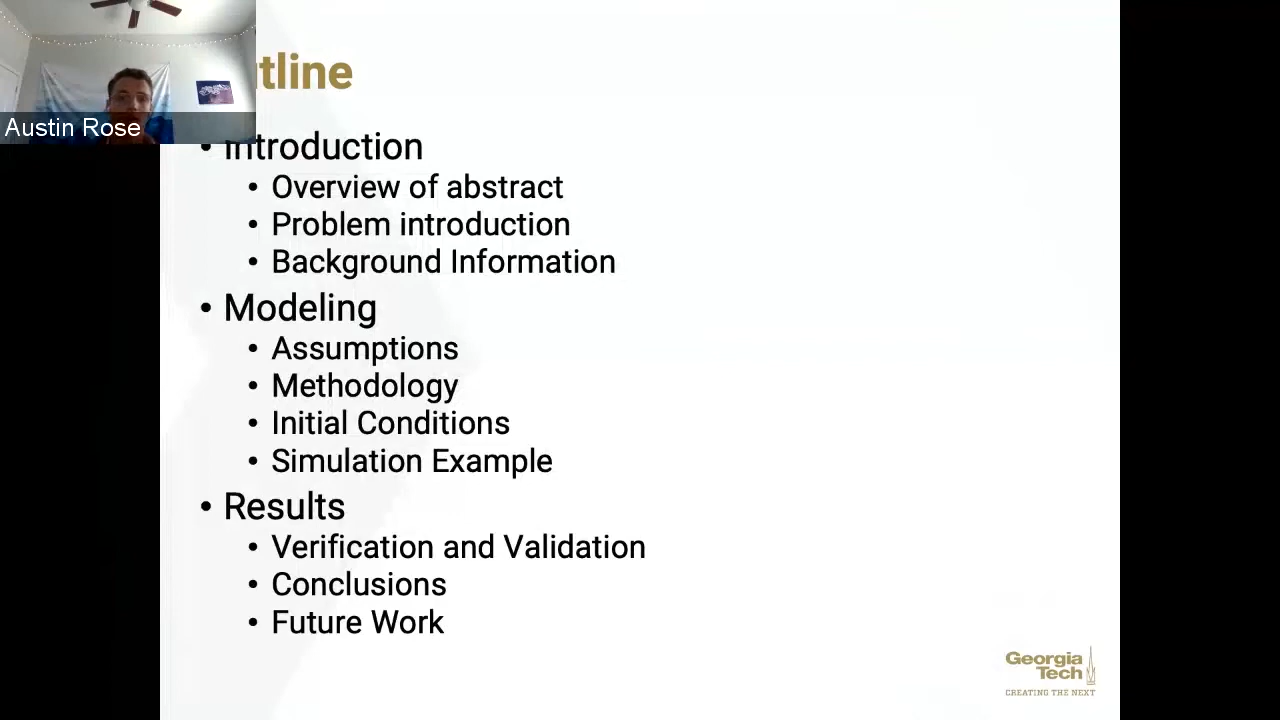 Austin Rose
tline
• Introduction
• Overview of abstract
• Problem introduction
• Background Information
• Modeling
• Assumptions
• Methodology
• Initial Conditions
• Simulation Example
• Results
• Verification and Validation
• Conclusions
• Future Work
Georgia
Tech
CREATING THE NEXT